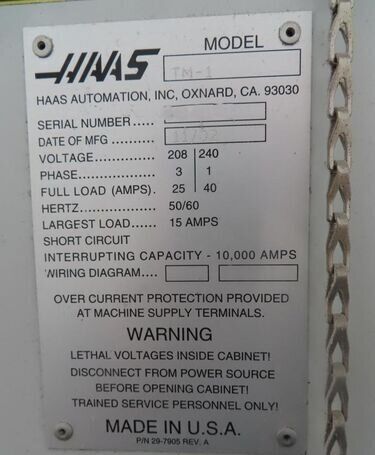 HAAS
MODEL
TM-1
HAAS AUTOMATION, INC, OXNARD, CA. 93030
SERIAL NUMBER.....
DATE OF MFG.....
VOLTAGE....... 208 240
PHASE........... 3 1
FULL LOAD (AMPS). 25 40
HERTZ........... 50/60
LARGEST LOAD.... 15 AMPS
SHORT CIRCUIT
INTERRUPTING CAPACITY - 10,000 AMPS
WIRING DIAGRAM....
OVER CURRENT PROTECTION PROVIDED
AT MACHINE SUPPLY TERMINALS.
WARNING
LETHAL VOLTAGES INSIDE CABINET!
DISCONNECT FROM POWER SOURCE
BEFORE OPENING CABINET!
TRAINED SERVICE PERSONNEL ONLY!
MADE IN U.S.A.
P/N 29-7905 REV. A